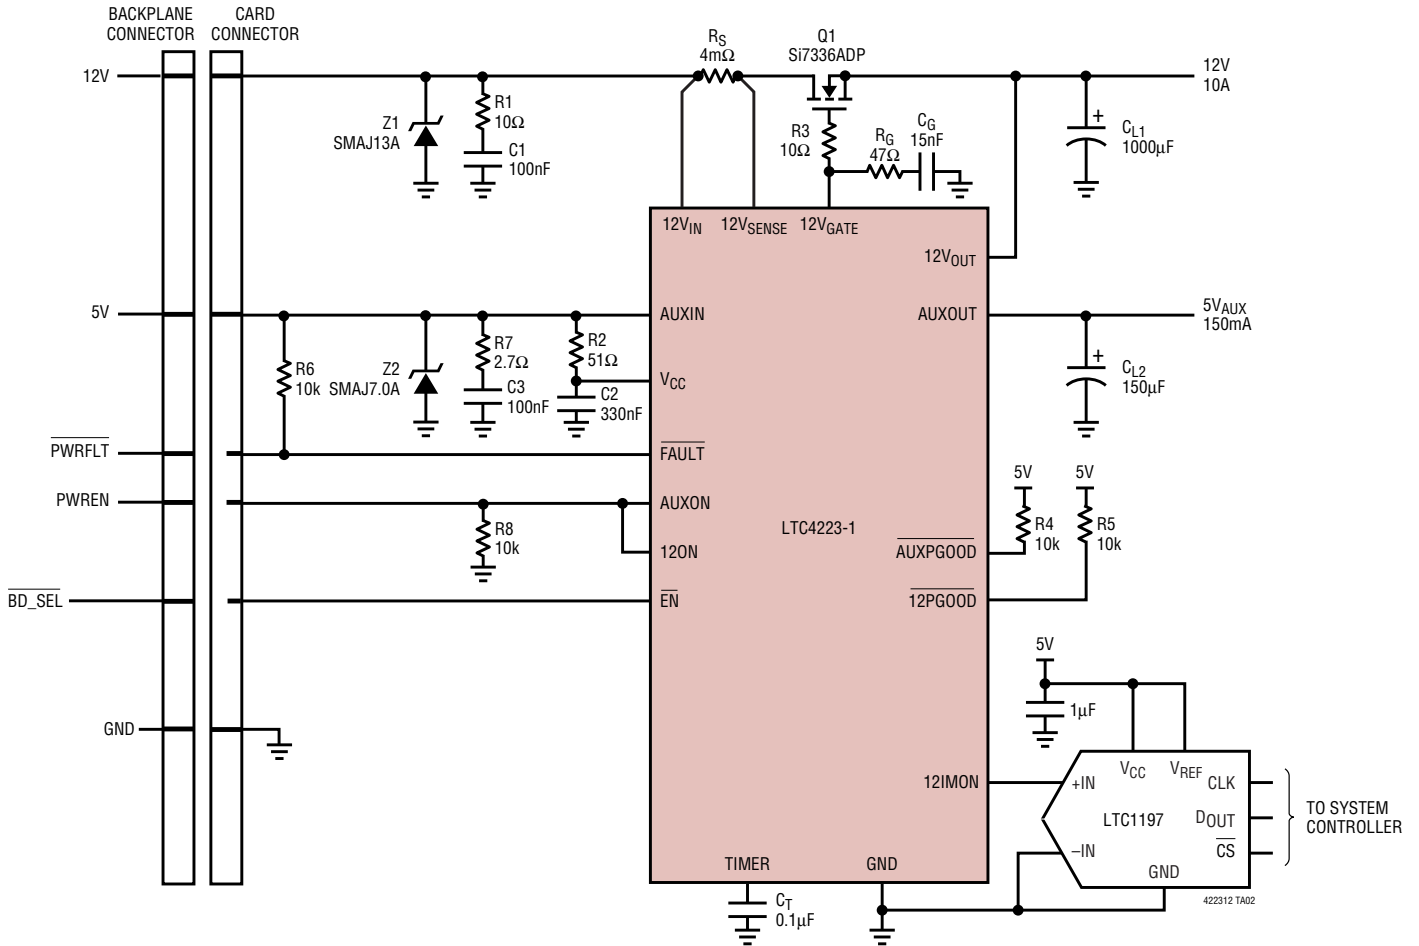 BACKPLANE
CONNECTOR
CARD
CONNECTOR
12V
RS
4mΩ
Q1
Si7336ADP
12V
10A
Z1
SMAJ13A
R1
10Ω
C1
100nF
R3
10Ω
RG
47Ω
CG
15nF
CL1
1000μF
12VIN
12VSENSE
12VGATE
12VOUT
5V
AUXIN
AUXOUT
5VAUX
150mA
R6
10k
Z2
SMAJ7.0A
R7
2.7Ω
C3
100nF
R2
51Ω
C2
330nF
VCC
CL2
150μF
PWRFLT
FAULT
PWREN
AUXON
R8
10k
12ON
LTC4223-1
5V
5V
R4
10k
R5
10k
AUXPGOOD
BD_SEL
EN
12PGOOD
5V
1μF
GND
12IMON
+IN
VCC
VREF
CLK
LTC1197
DOUT
–IN
CS
GND
TO SYSTEM
CONTROLLER
TIMER
GND
CT
0.1μF
422312 TA02